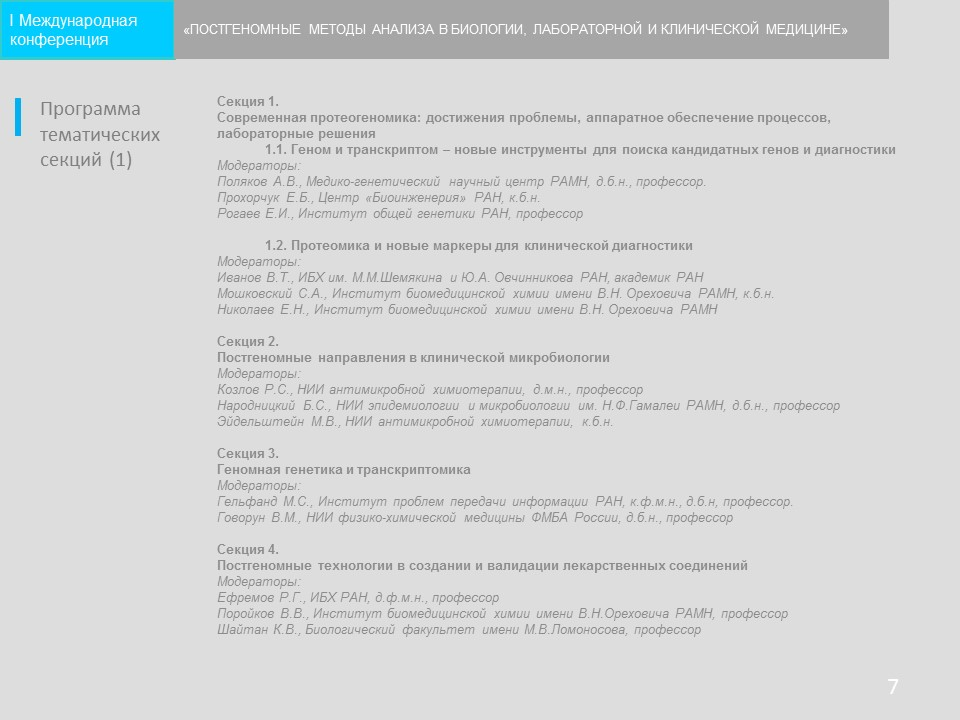 I Международная
конференция
«ПОСТГЕНОМНЫЕ МЕТОДЫ АНАЛИЗА В БИОЛОГИИ, ЛАБОРАТОРНОЙ И КЛИНИЧЕСКОЙ МЕДИЦИНЕ»
Программа
тематических
секций (1)
Секция 1.
Современная протеогеномика: достижения проблемы, аппаратное обеспечение процессов,
лабораторные решения
1.1. Геном и транскриптом – новые инструменты для поиска кандидатных генов и диагностики
Модераторы:
Поляков А.В., Медико-генетический научный центр РАМН, д.б.н., профессор.
Прохорчук Е.Б., Центр «Биоинженерия» РАН, к.б.н.
Рогаев Е.И., Институт общей генетики РАН, профессор
1.2. Протеомика и новые маркеры для клинической диагностики
Модераторы:
Иванов В.Т., ИБХ им. М.М.Шемякина и Ю.А. Овчинникова РАН, академик РАН
Мошковский С.А., Институт биомедицинской химии имени В.Н. Ореховича РАМН, к.б.н.
Николаев Е.Н., Институт биомедицинской химии имени В.Н. Ореховича РАМН
Секция 2.
Постгеномные направления в клинической микробиологии
Модераторы:
Козлов Р.С., НИИ антимикробной химиотерапии, д.м.н., профессор
Народницкий Б.С., НИИ эпидемиологии и микробиологии им. Н.Ф.Гамалеи РАМН, д.б.н., профессор
Эйдельштейн М.В., НИИ антимикробной химиотерапии, к.б.н.
Секция 3.
Геномная генетика и транскриптомика
Модераторы:
Гельфанд М.С., Институт проблем передачи информации РАН, к.ф.м.н., д.б.н, профессор.
Говорун В.М., НИИ физико-химической медицины ФМБА России, д.б.н., профессор
Секция 4.
Постгеномные технологии в создании и валидации лекарственных соединений
Модераторы:
Ефремов Р.Г., ИБХ РАН, д.ф.м.н., профессор
Поройков В.В., Институт биомедицинской химии имени В.Н.Ореховича РАМН, профессор
Шайтан К.В., Биологический факультет имени М.В.Ломоносова, профессор
7